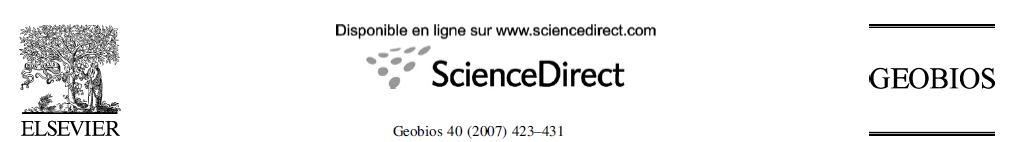 Disponible en ligne sur www.sciencedirect.com
ScienceDirect
ELSEVIER
GEOBIOS
Geobios 40 (2007) 423–431